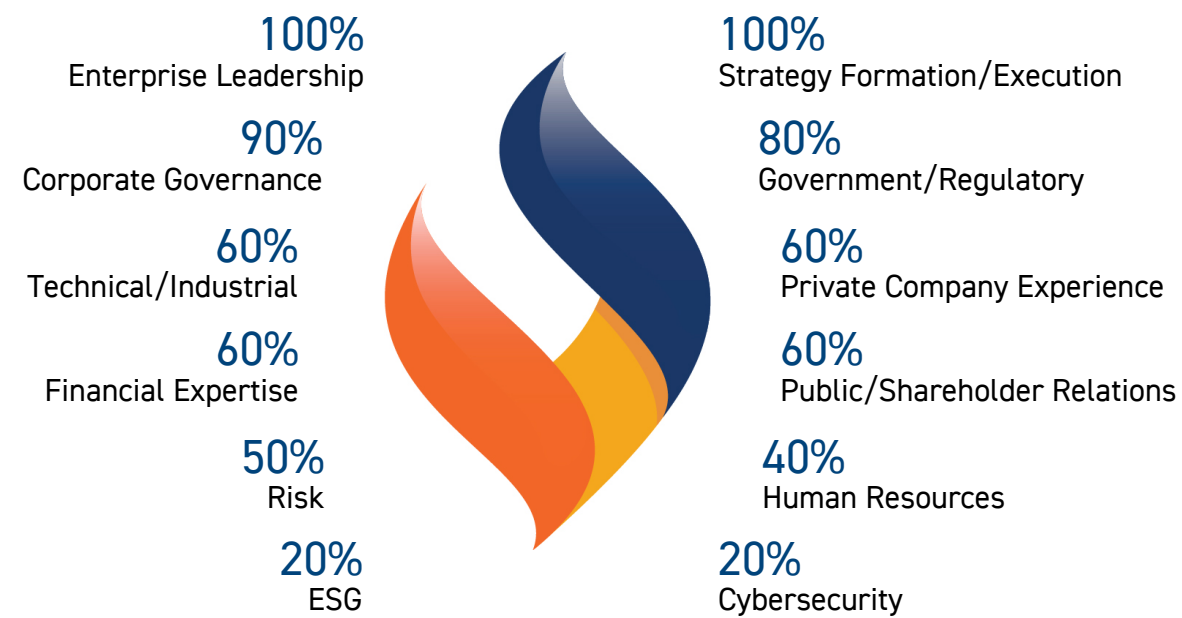 100%
Enterprise Leadership
90%
Corporate Governance
60%
Technical/Industrial
60%
Financial Expertise
50%
Risk
20%
ESG
100%
Strategy Formation/Execution
80%
Government/Regulatory
60%
Private Company Experience
60%
Public/Shareholder Relations
40%
Human Resources
20%
Cybersecurity